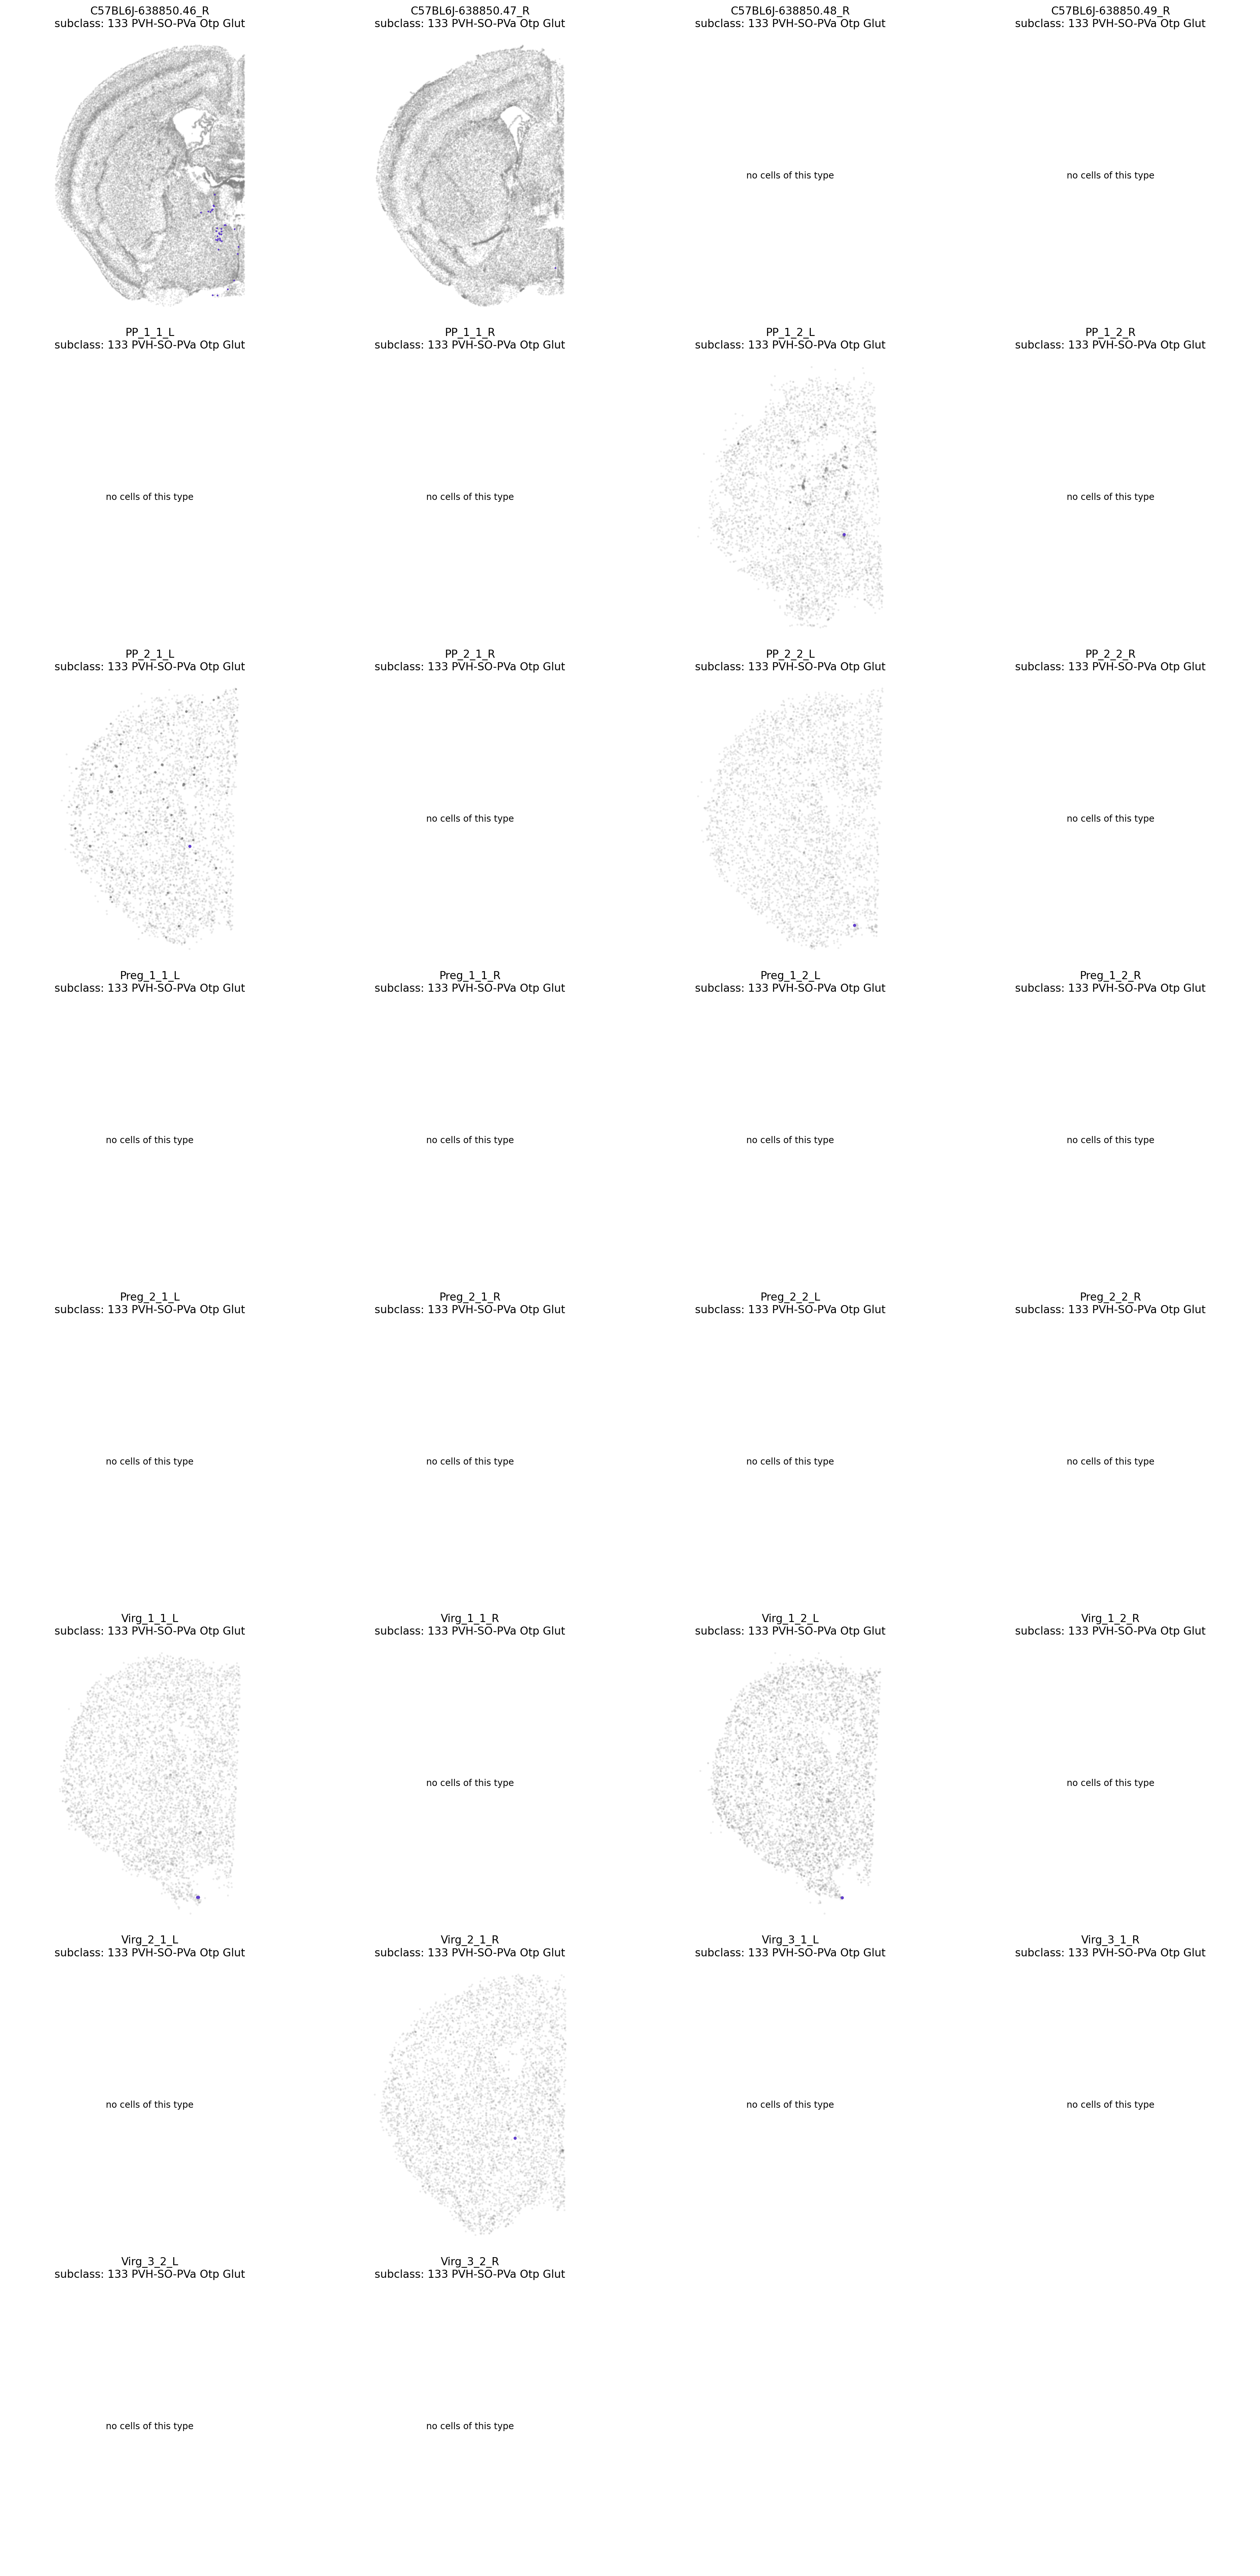 C57BL6J-638850.46_R
subclass: 133 PVH-SO-PVa Otp Glut
C57BL6J-638850.47_R
subclass: 133 PVH-SO-PVa Otp Glut
C57BL6J-638850.48_R
subclass: 133 PVH-SO-PVa Otp Glut
no cells of this type
C57BL6J-638850.49_R
subclass: 133 PVH-SO-PVa Otp Glut
no cells of this type
PP_1_1_L
subclass: 133 PVH-SO-PVa Otp Glut
no cells of this type
PP_1_1_R
subclass: 133 PVH-SO-PVa Otp Glut
no cells of this type
PP_1_2_L
subclass: 133 PVH-SO-PVa Otp Glut
PP_1_2_R
subclass: 133 PVH-SO-PVa Otp Glut
no cells of this type
PP_2_1_L
subclass: 133 PVH-SO-PVa Otp Glut
PP_2_1_R
subclass: 133 PVH-SO-PVa Otp Glut
no cells of this type
PP_2_2_L
subclass: 133 PVH-SO-PVa Otp Glut
PP_2_2_R
subclass: 133 PVH-SO-PVa Otp Glut
no cells of this type
Preg_1_1_L
subclass: 133 PVH-SO-PVa Otp Glut
no cells of this type
Preg_1_1_R
subclass: 133 PVH-SO-PVa Otp Glut
no cells of this type
Preg_1_2_L
subclass: 133 PVH-SO-PVa Otp Glut
no cells of this type
Preg_1_2_R
subclass: 133 PVH-SO-PVa Otp Glut
no cells of this type
Preg_2_1_L
subclass: 133 PVH-SO-PVa Otp Glut
no cells of this type
Preg_2_1_R
subclass: 133 PVH-SO-PVa Otp Glut
no cells of this type
Preg_2_2_L
subclass: 133 PVH-SO-PVa Otp Glut
no cells of this type
Preg_2_2_R
subclass: 133 PVH-SO-PVa Otp Glut
no cells of this type
Virg_1_1_L
subclass: 133 PVH-SO-PVa Otp Glut
Virg_1_1_R
subclass: 133 PVH-SO-PVa Otp Glut
no cells of this type
Virg_1_2_L
subclass: 133 PVH-SO-PVa Otp Glut
Virg_1_2_R
subclass: 133 PVH-SO-PVa Otp Glut
no cells of this type
Virg_2_1_L
subclass: 133 PVH-SO-PVa Otp Glut
no cells of this type
Virg_2_1_R
subclass: 133 PVH-SO-PVa Otp Glut
Virg_3_1_L
subclass: 133 PVH-SO-PVa Otp Glut
no cells of this type
Virg_3_1_R
subclass: 133 PVH-SO-PVa Otp Glut
no cells of this type
Virg_3_2_L
subclass: 133 PVH-SO-PVa Otp Glut
no cells of this type
Virg_3_2_R
subclass: 133 PVH-SO-PVa Otp Glut
no cells of this type